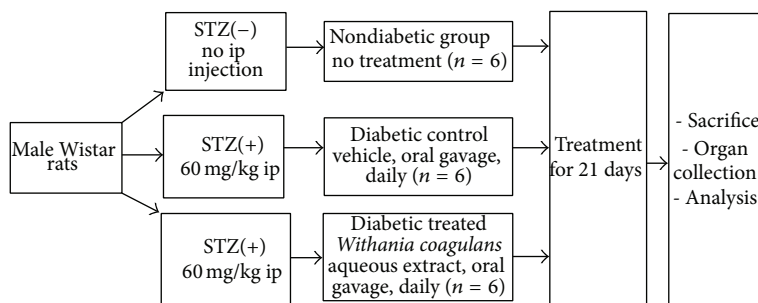 Male Wistar
rats
STZ(−)
no ip
injection
Nondiabetic group
no treatment (n = 6)
STZ(+)
60 mg/kg ip
Diabetic control
vehicle, oral gavage,
daily (n = 6)
STZ(+)
60 mg/kg ip
Diabetic treated
Withania coagulans
aqueous extract, oral
gavage, daily (n = 6)
Treatment
for 21 days
- Sacrifice
- Organ
collection
- Analysis